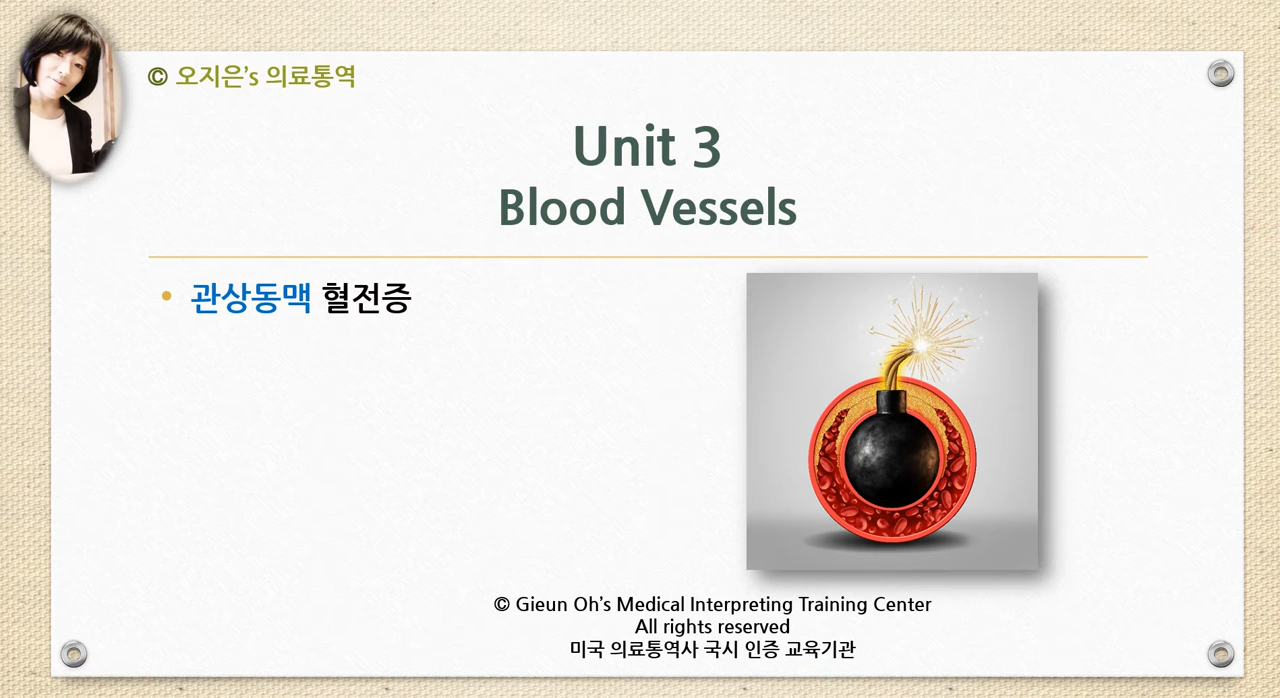 © 오지은’s 의료통역
Unit 3
Blood Vessels
• 관상동맥 혈전증
© Gieun Oh’s Medical Interpreting Training Center
All rights reserved
미국 의료통역사 국시 인증 교육기관